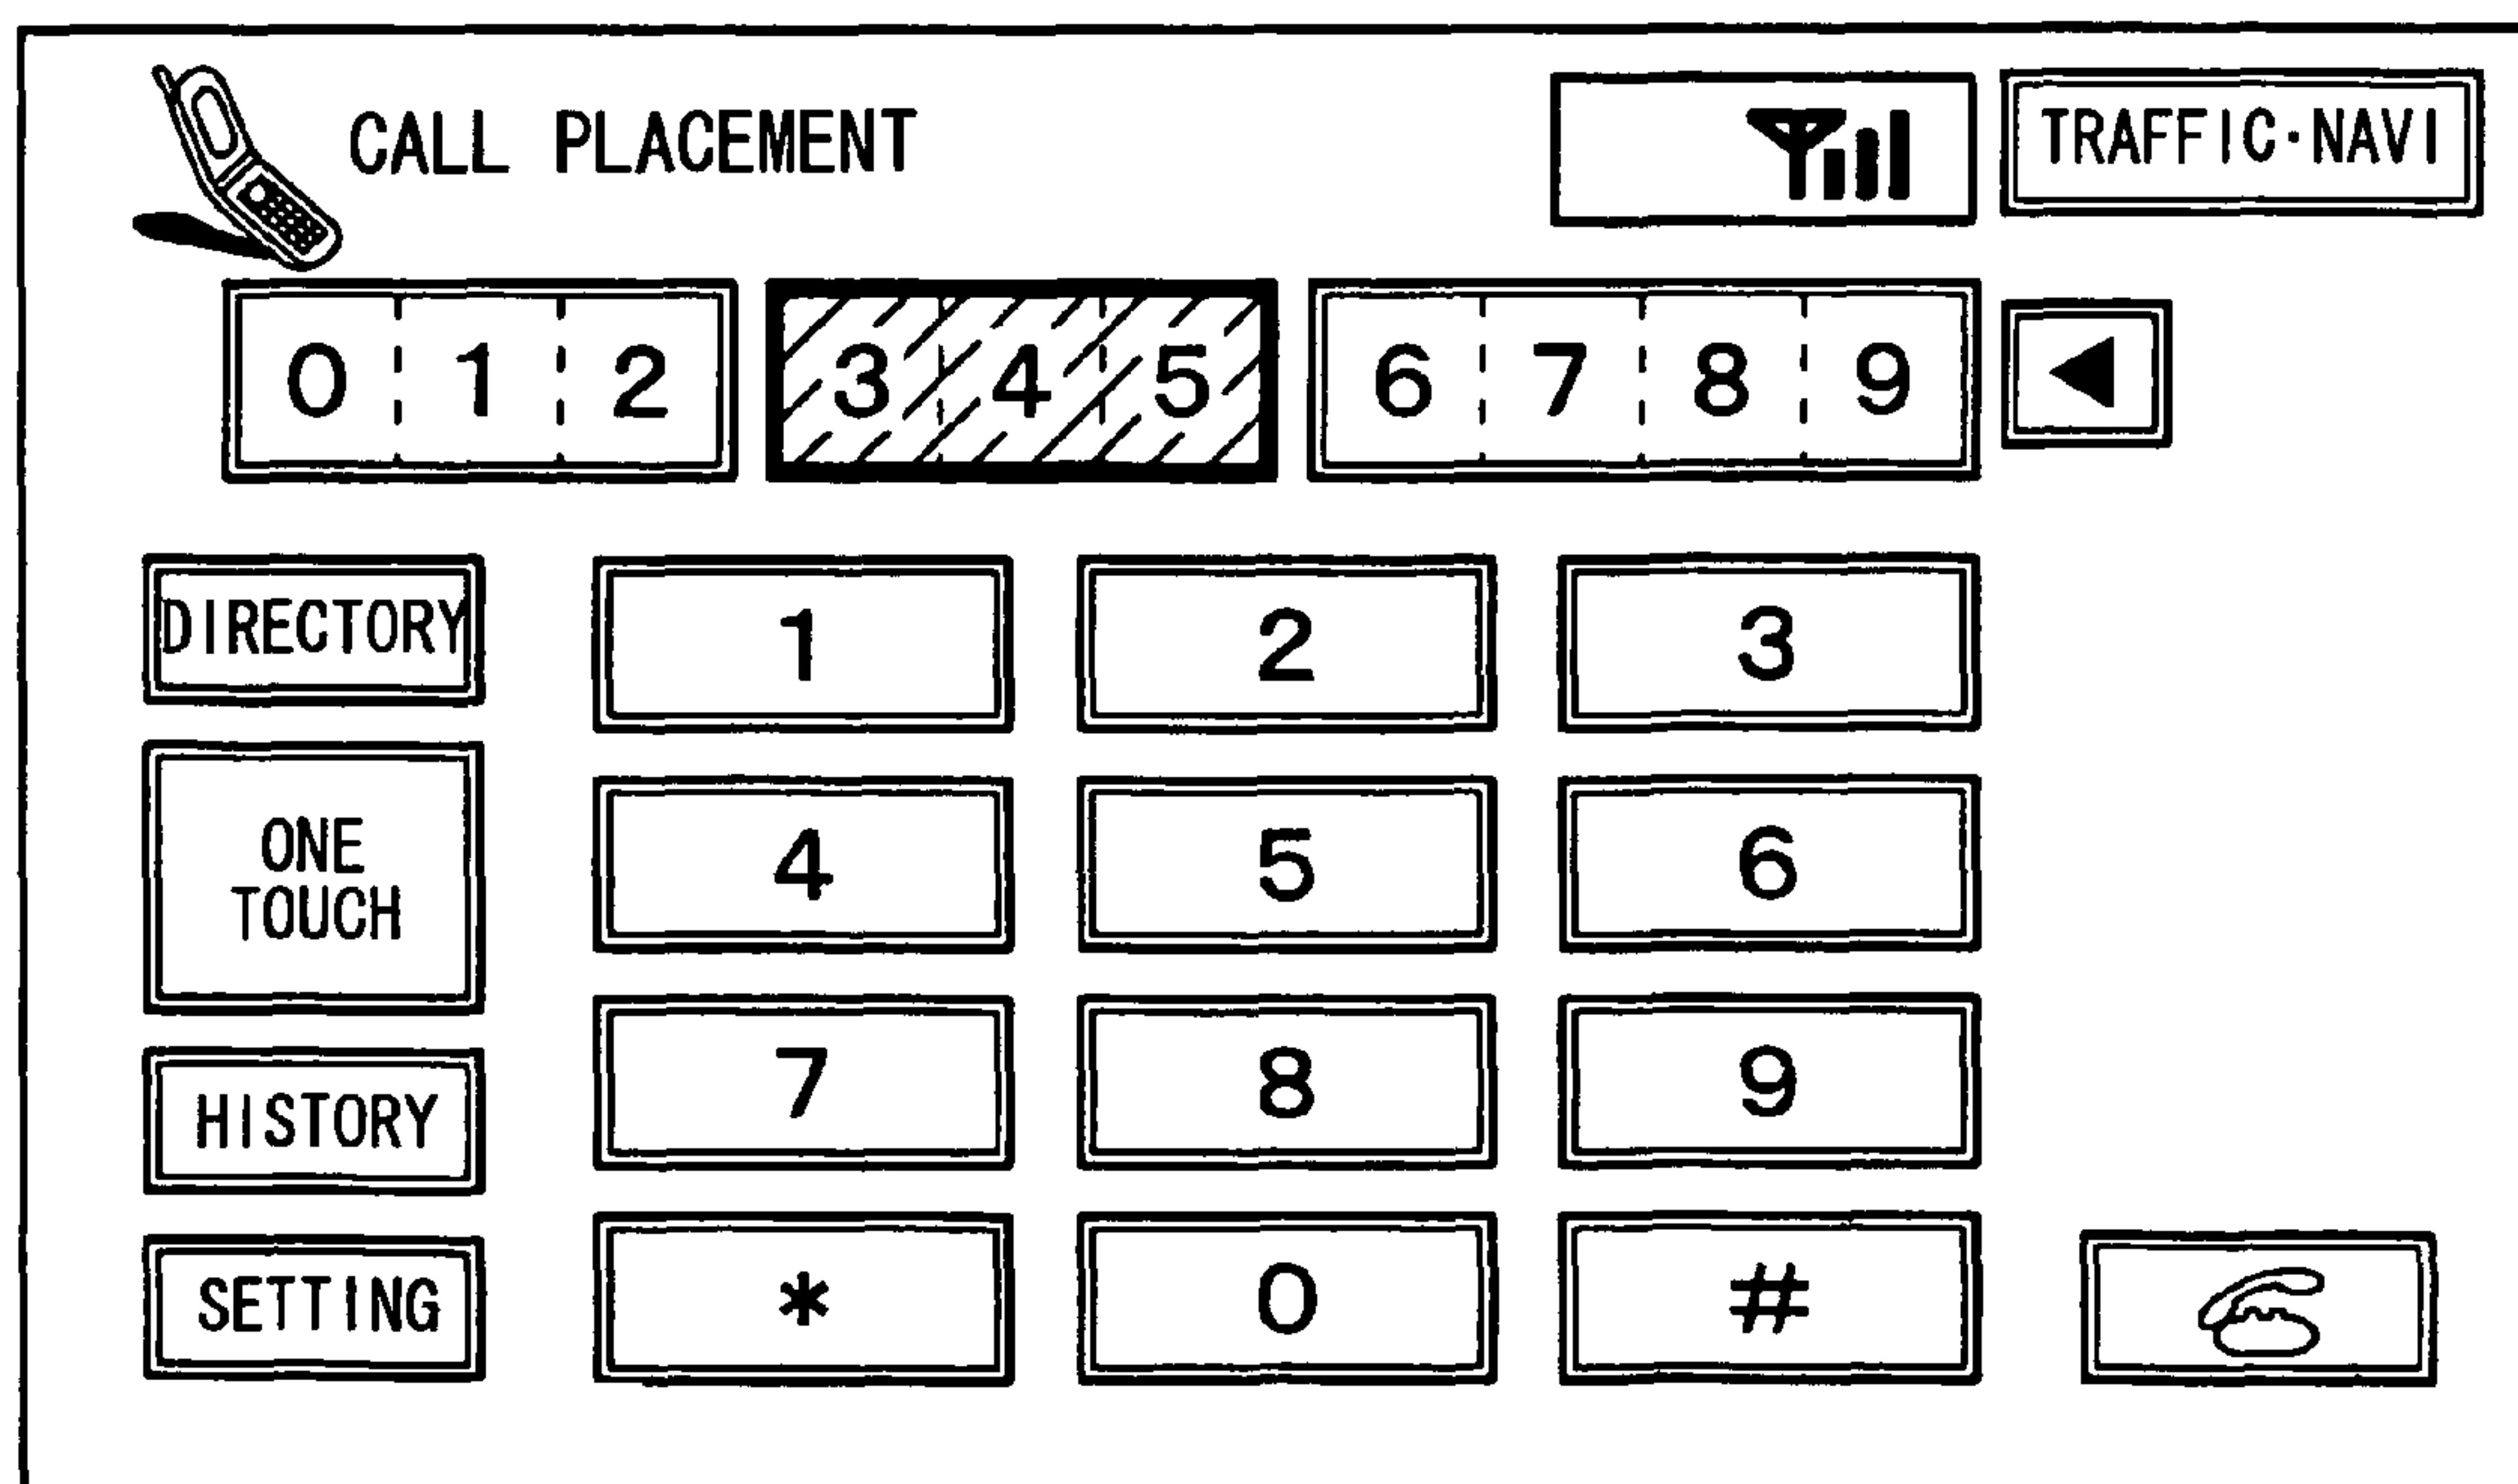 CALL PLACEMENT
TRAFFIC·NAVI
0 1 2 3 4 5 6 7 8 9
DIRECTORY 1 2 3
ONE
TOUCH
4 5 6
HISTORY 7 8 9
SETTING * 0 #